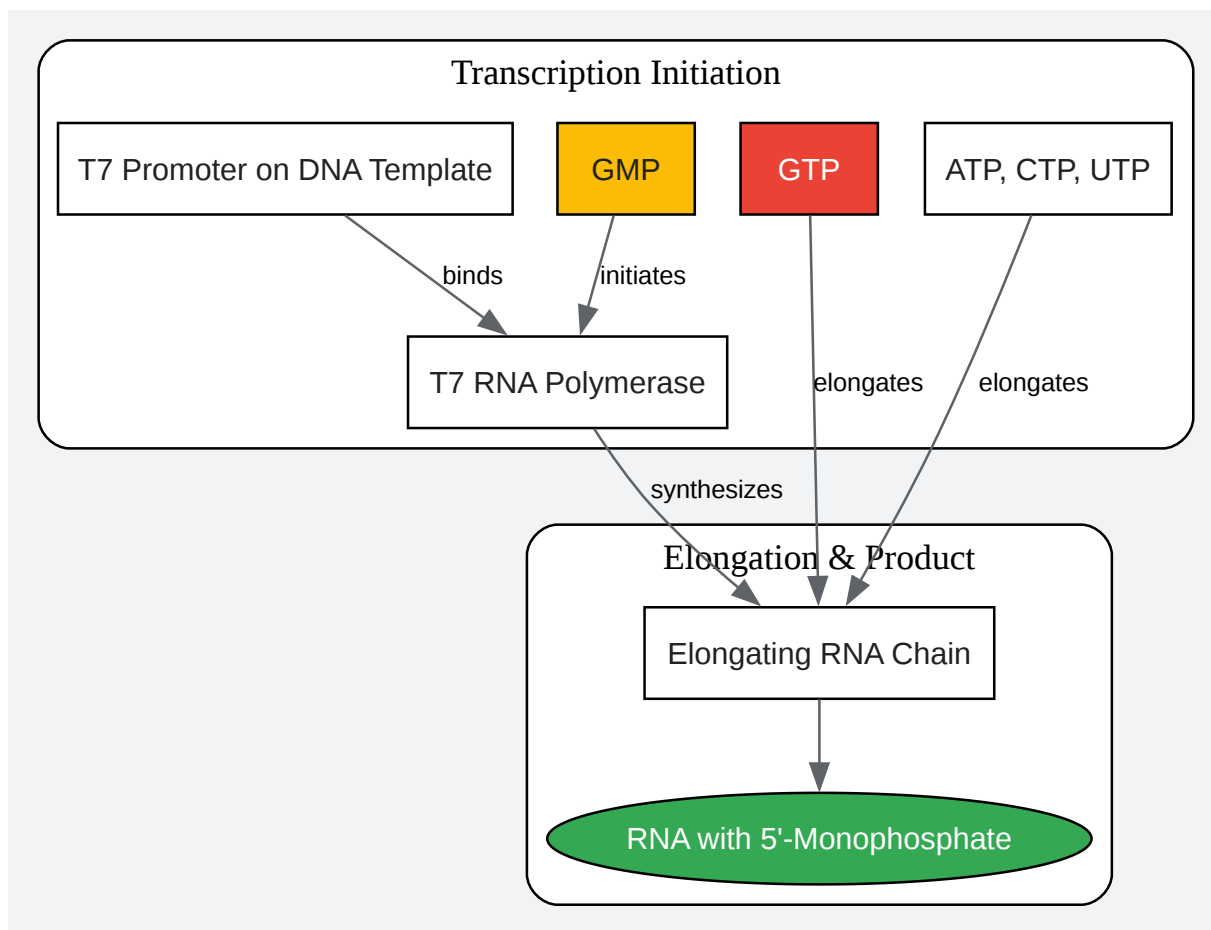 Transcription Initiation
T7 Promoter on DNA Template
GMP
GTP
ATP, CTP, UTP
binds
initiates
T7 RNA Polymerase
elongates
elongates
synthesizes
Elongation & Product
Elongating RNA Chain
RNA with 5'-Monophosphate